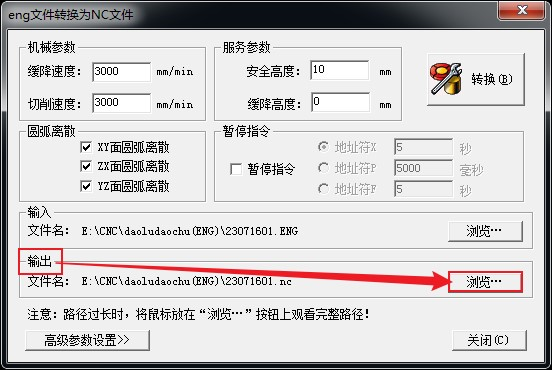 eng文件转换为NC文件
机械参数
缓降速度： 3000 mm/min
切削速度： 3000 mm/min
服务参数
安全高度： 10 mm
缓降高度： 0 mm
转换(B)
圆弧离散
XY面圆弧离散
ZX面圆弧离散
YZ面圆弧离散
暂停指令
暂停指令
地址符X 5 秒
地址符P 5000 毫秒
地址符F 5 秒
输入
文件名： E:\CNC\daoludaochu(ENG)\23071601.ENG 浏览…
输出
文件名： E:\CNC\daoludaochu(ENG)\23071601.nc 浏览…
注意：路径过长时，将鼠标放在“浏览…”按钮上观看完整路径！
高级参数设置>> 关闭(C)